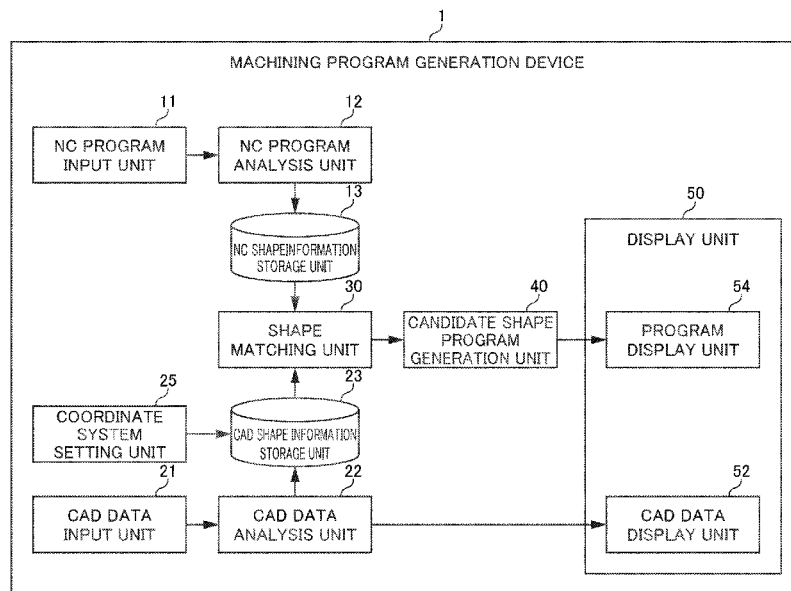 1
MACHINING PROGRAM GENERATION DEVICE
11
NC PROGRAM
INPUT UNIT
12
NC PROGRAM
ANALYSIS UNIT
13
NC SHAPEINFORMATION
STORAGE UNIT
50
DISPLAY UNIT
30
SHAPE
MATCHING UNIT
40
CANDIDATE SHAPE
PROGRAM
GENERATION UNIT
54
PROGRAM
DISPLAY UNIT
25
COORDINATE
SYSTEM
SETTING UNIT
23
CAD SHAPE INFORMATION
STORAGE UNIT
21
CAD DATA
INPUT UNIT
22
CAD DATA
ANALYSIS UNIT
52
CAD DATA
DISPLAY UNIT